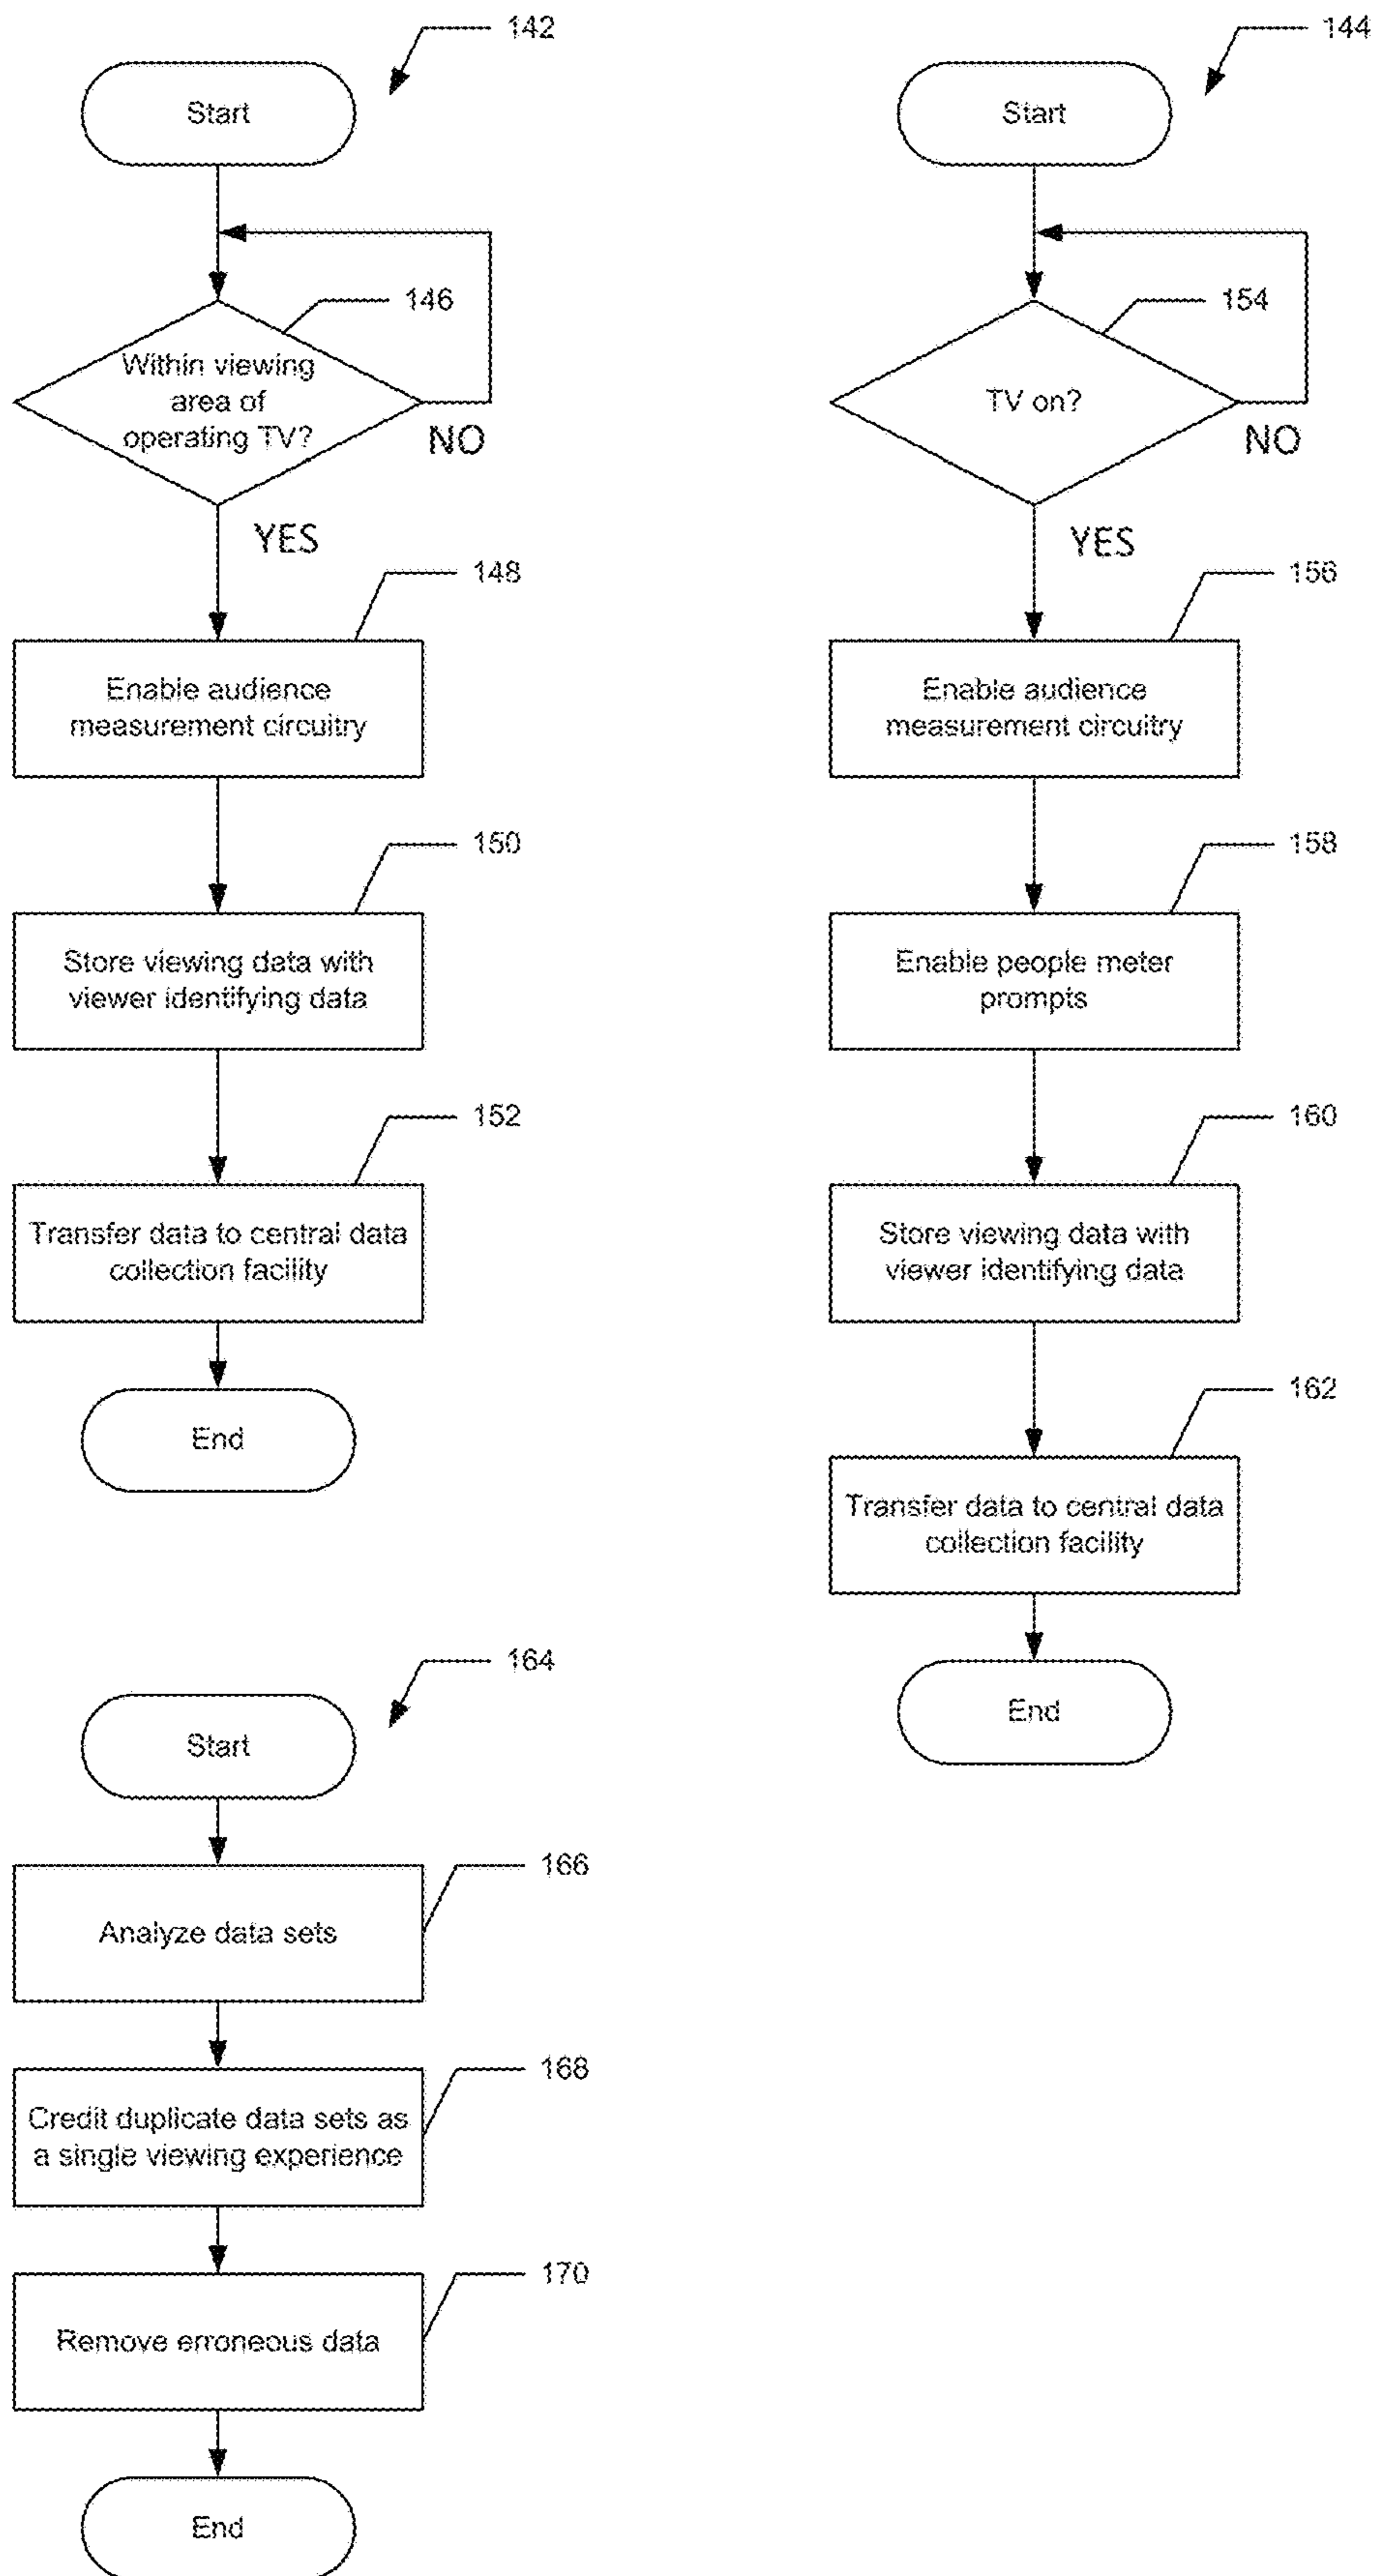 142
Start
146
Within viewing
area of
operating TV?
NO
YES
148
Enable audience
measurement circuitry
150
Store viewing data with
viewer identifying data
152
Transfer data to central data
collection facility
End
144
Start
154
TV on?
NO
YES
156
Enable audience
measurement circuitry
158
Enable people meter
prompts
160
Store viewing data with
viewer identifying data
162
Transfer data to central data
collection facility
End
164
Start
166
Analyze data sets
168
Credit duplicate data sets as
a single viewing experience
170
Remove erroneous data
End